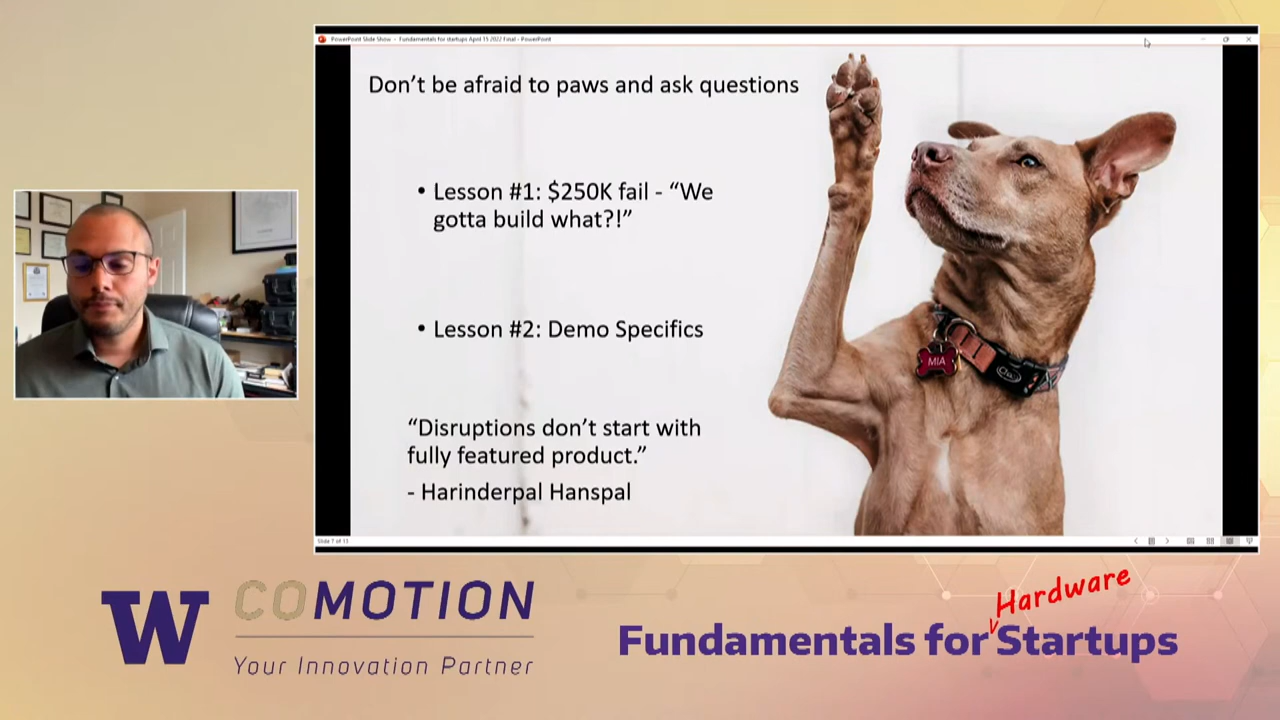 PowerPoint Slide Show - Fundamentals for startups April 15 2022 Final - PowerPoint
Don't be afraid to paws and ask questions
• Lesson #1: $250K fail - “We
gotta build what?!”
• Lesson #2: Demo Specifics
“Disruptions don't start with
fully featured product.”
- Harinderpal Hanspal
MIA
Slide 7 of 13
W
COMOTION
Your Innovation Partner
Hardware
Fundamentals for Startups